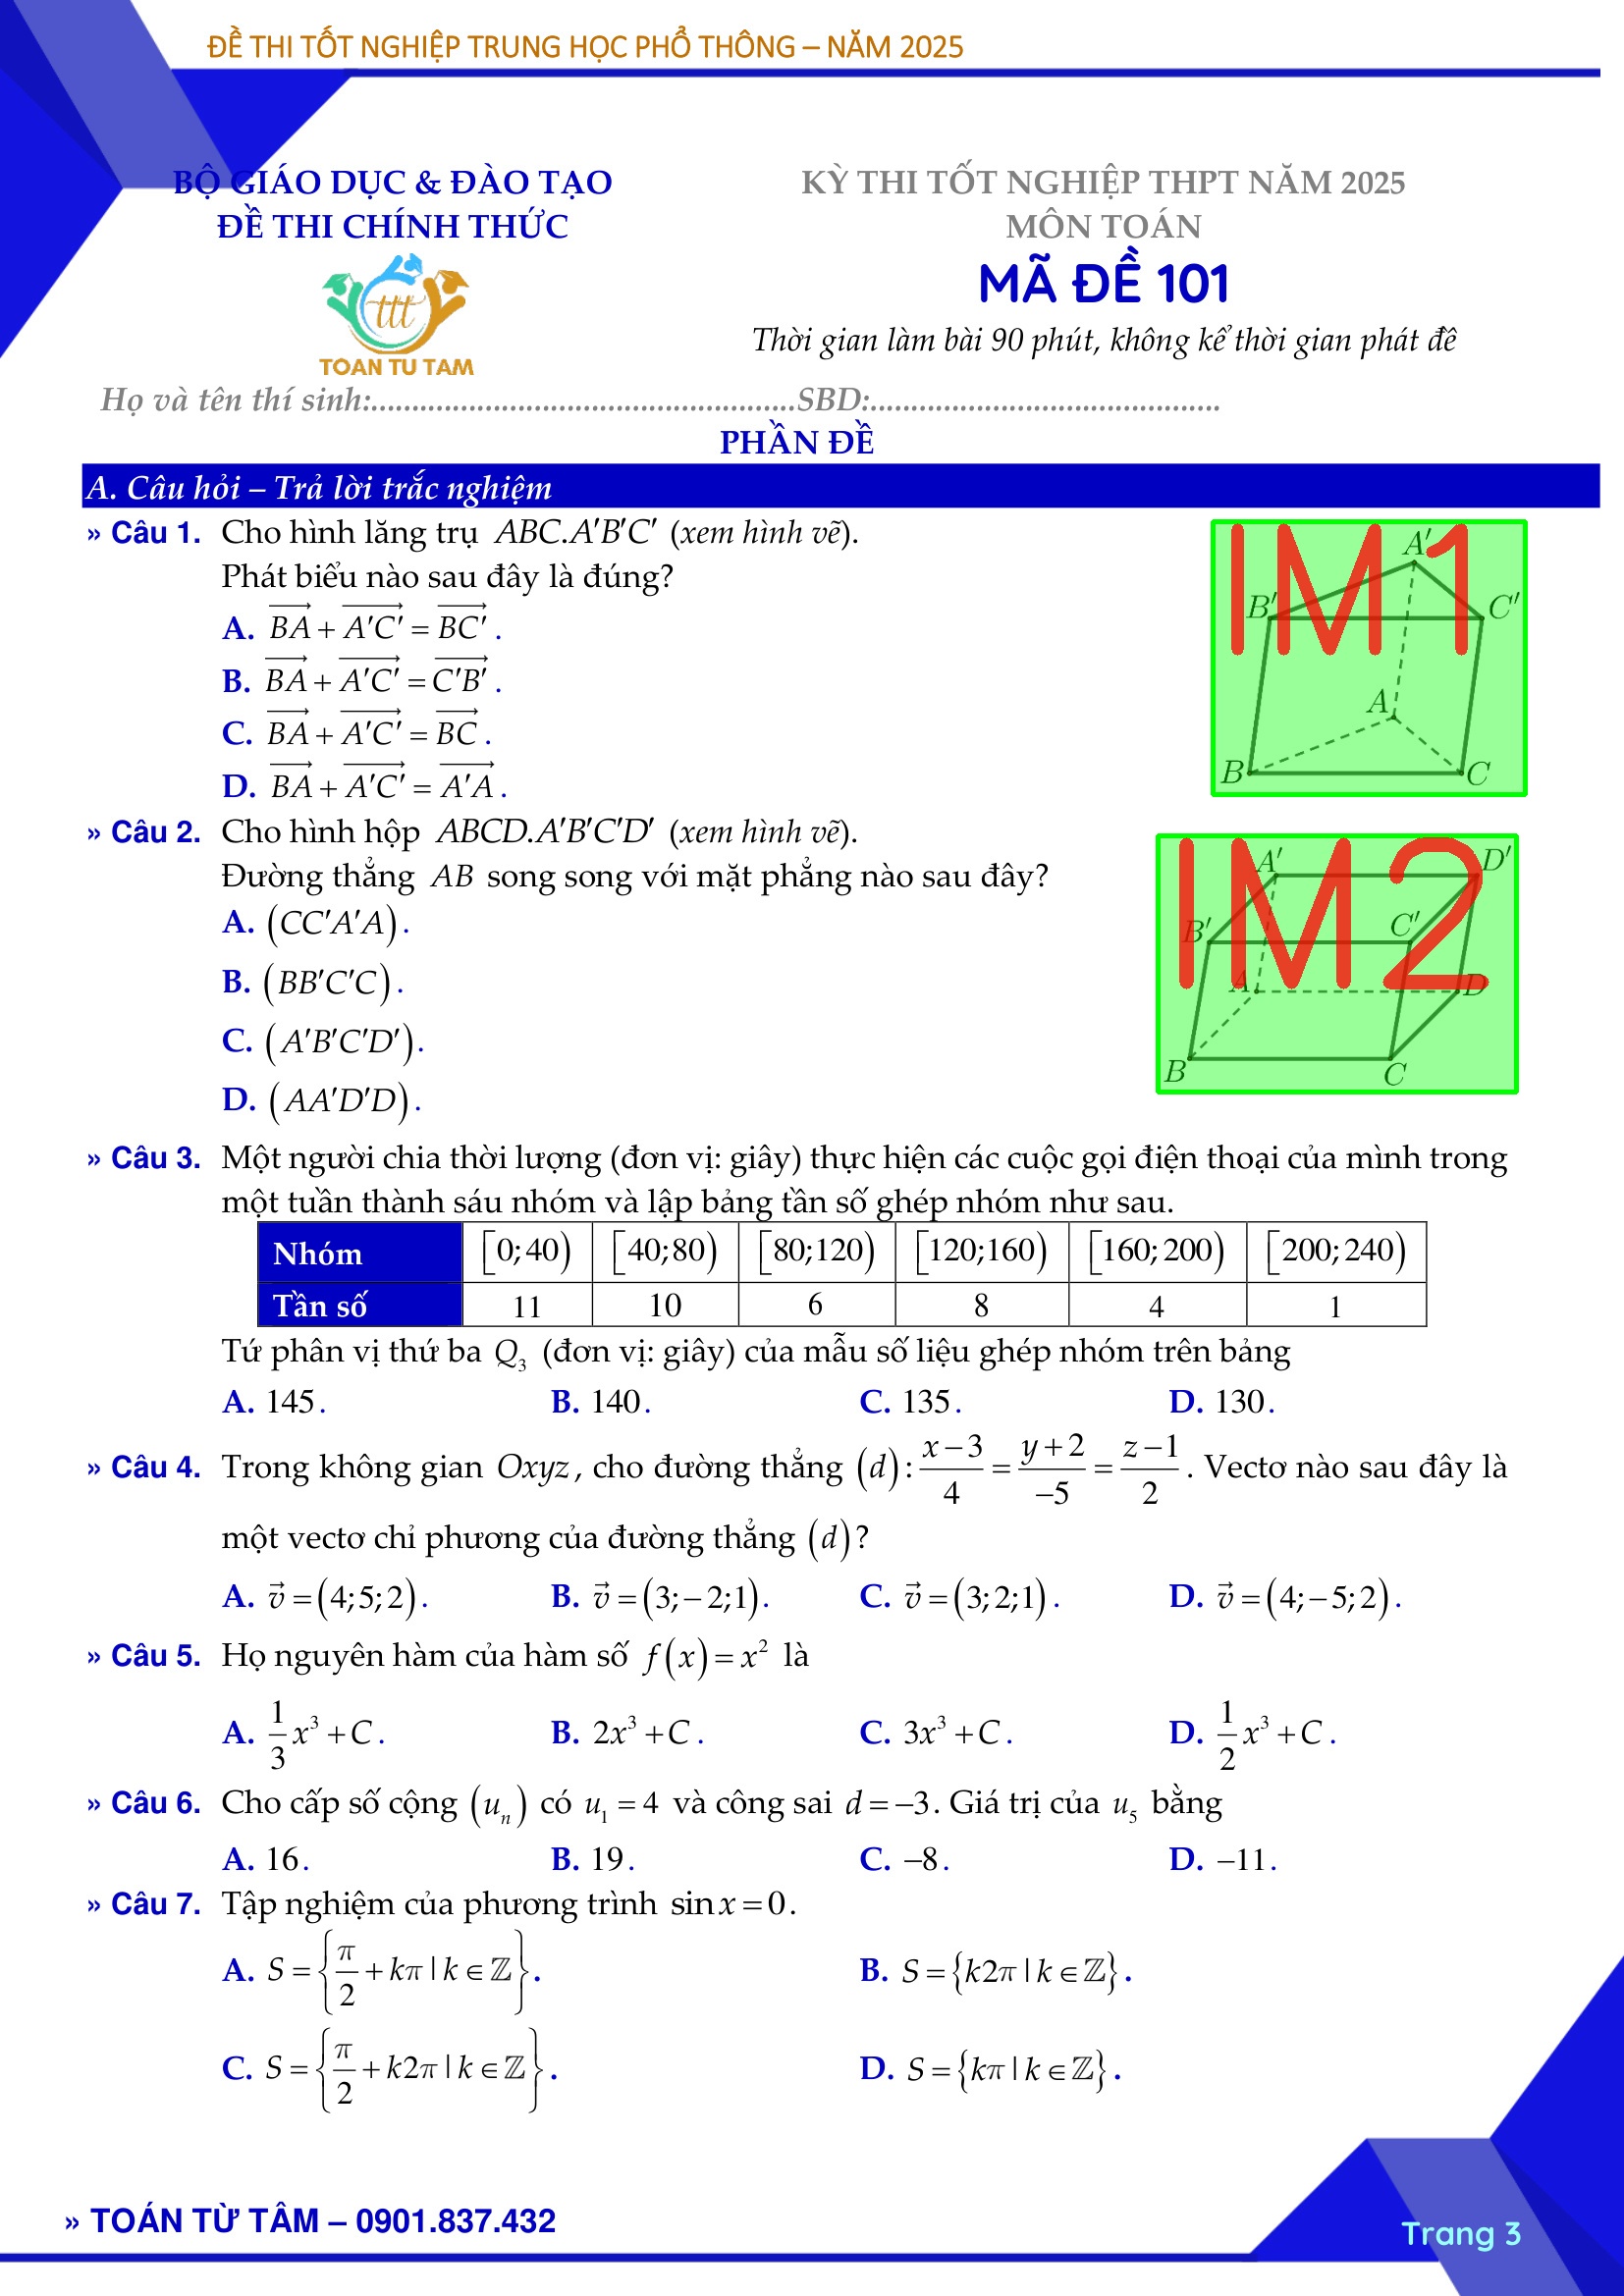 ĐỀ THI TỐT NGHIỆP TRUNG HỌC PHỔ THÔNG – NĂM 2025
BỘ GIÁO DỤC & ĐÀO TẠO
ĐỀ THI CHÍNH THỨC
ttt
TOAN TU TAM
KỲ THI TỐT NGHIỆP THPT NĂM 2025
MÔN TOÁN
MÃ ĐỀ 101
Thời gian làm bài 90 phút, không kể thời gian phát đề
Họ và tên thí sinh:....................................................SBD:...........................................
PHẦN ĐỀ
A. Câu hỏi – Trả lời trắc nghiệm
» Câu 1. Cho hình lăng trụ ABC.A'B'C' (xem hình vẽ).
Phát biểu nào sau đây là đúng?
A. $\overrightarrow{BA}+\overrightarrow{A'C'}=\overrightarrow{BC'}$.
B. $\overrightarrow{BA}+\overrightarrow{A'C'}=\overrightarrow{C'B'}$.
C. $\overrightarrow{BA}+\overrightarrow{A'C'}=\overrightarrow{BC}$.
D. $\overrightarrow{BA}+\overrightarrow{A'C'}=\overrightarrow{A'A}$.
IM1
A'
B' C'
A
B C
» Câu 2. Cho hình hộp ABCD.A'B'C'D' (xem hình vẽ).
Đường thẳng AB song song với mặt phẳng nào sau đây?
A. (CC'A'A).
B. (BB'C'C).
C. (A'B'C'D').
D. (AA'D'D).
IM2
A' D'
B' C'
A D
B C
» Câu 3. Một người chia thời lượng (đơn vị: giây) thực hiện các cuộc gọi điện thoại của mình trong
một tuần thành sáu nhóm và lập bảng tần số ghép nhóm như sau.
Nhóm [0;40) [40;80) [80;120) [120;160) [160;200) [200;240)
Tần số 11 10 6 8 4 1
Tứ phân vị thứ ba $Q_3$ (đơn vị: giây) của mẫu số liệu ghép nhóm trên bảng
A. 145. B. 140. C. 135. D. 130.
» Câu 4. Trong không gian Oxyz, cho đường thẳng $(d):\frac{x-3}{4}=\frac{y+2}{-5}=\frac{z-1}{2}$. Vectơ nào sau đây là
một vectơ chỉ phương của đường thẳng (d)?
A. $\vec{v}=(4;5;2)$. B. $\vec{v}=(3;-2;1)$. C. $\vec{v}=(3;2;1)$. D. $\vec{v}=(4;-5;2)$.
» Câu 5. Họ nguyên hàm của hàm số $f(x)=x^2$ là
A. $\frac{1}{3}x^3+C$. B. $2x^3+C$. C. $3x^3+C$. D. $\frac{1}{2}x^3+C$.
» Câu 6. Cho cấp số cộng $(u_n)$ có $u_1=4$ và công sai $d=-3$. Giá trị của $u_5$ bằng
A. 16. B. 19. C. −8. D. −11.
» Câu 7. Tập nghiệm của phương trình $\sin x=0$.
A. $S=\left\{\frac{\pi}{2}+k\pi\mid k\in\mathbb{Z}\right\}$. B. $S=\{k2\pi\mid k\in\mathbb{Z}\}$.
C. $S=\left\{\frac{\pi}{2}+k2\pi\mid k\in\mathbb{Z}\right\}$. D. $S=\{k\pi\mid k\in\mathbb{Z}\}$.
» TOÁN TỪ TÂM – 0901.837.432
Trang 3